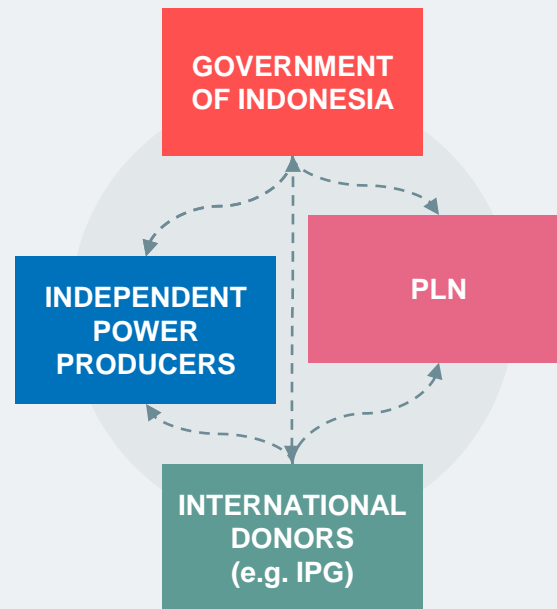 GOVERNMENT
OF INDONESIA
INDEPENDENT
POWER
PRODUCERS
PLN
INTERNATIONAL
DONORS
(e.g. IPG)